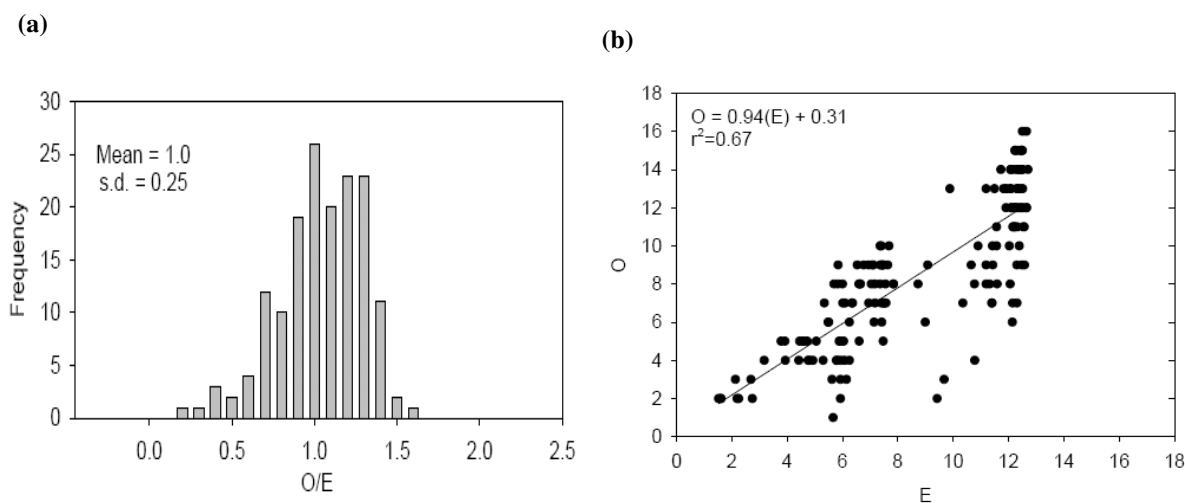 (a)
(b)
Frequency
30
25
20
15
10
5
0
Mean = 1.0
s.d. = 0.25
0.0 0.5 1.0 1.5 2.0 2.5
O/E
O
18
16
14
12
10
8
6
4
2
0
O = 0.94(E) + 0.31
r²=0.67
0 2 4 6 8 10 12 14 16 18
E